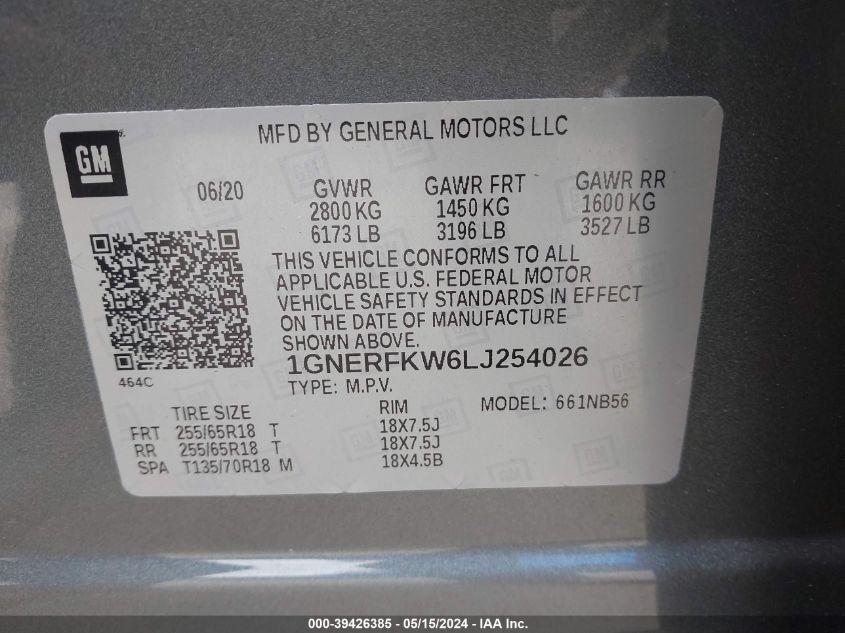 MFD BY GENERAL MOTORS LLC
GM
06/20 GVWR GAWR FRT GAWR RR
2800 KG 1450 KG 1600 KG
6173 LB 3196 LB 3527 LB
THIS VEHICLE CONFORMS TO ALL
APPLICABLE U.S. FEDERAL MOTOR
VEHICLE SAFETY STANDARDS IN EFFECT
ON THE DATE OF MANUFACTURE
SHOWN ABOVE.
1GNERFKW6LJ254026
464C
TYPE: M.P.V. MODEL: 661NB56
TIRE SIZE RIM
FRT 255/65R18 T 18X7.5J
RR 255/65R18 T 18X7.5J
SPA T135/70R18 M 18X4.5B
000-39426385 - 05/15/2024 - IAA Inc.